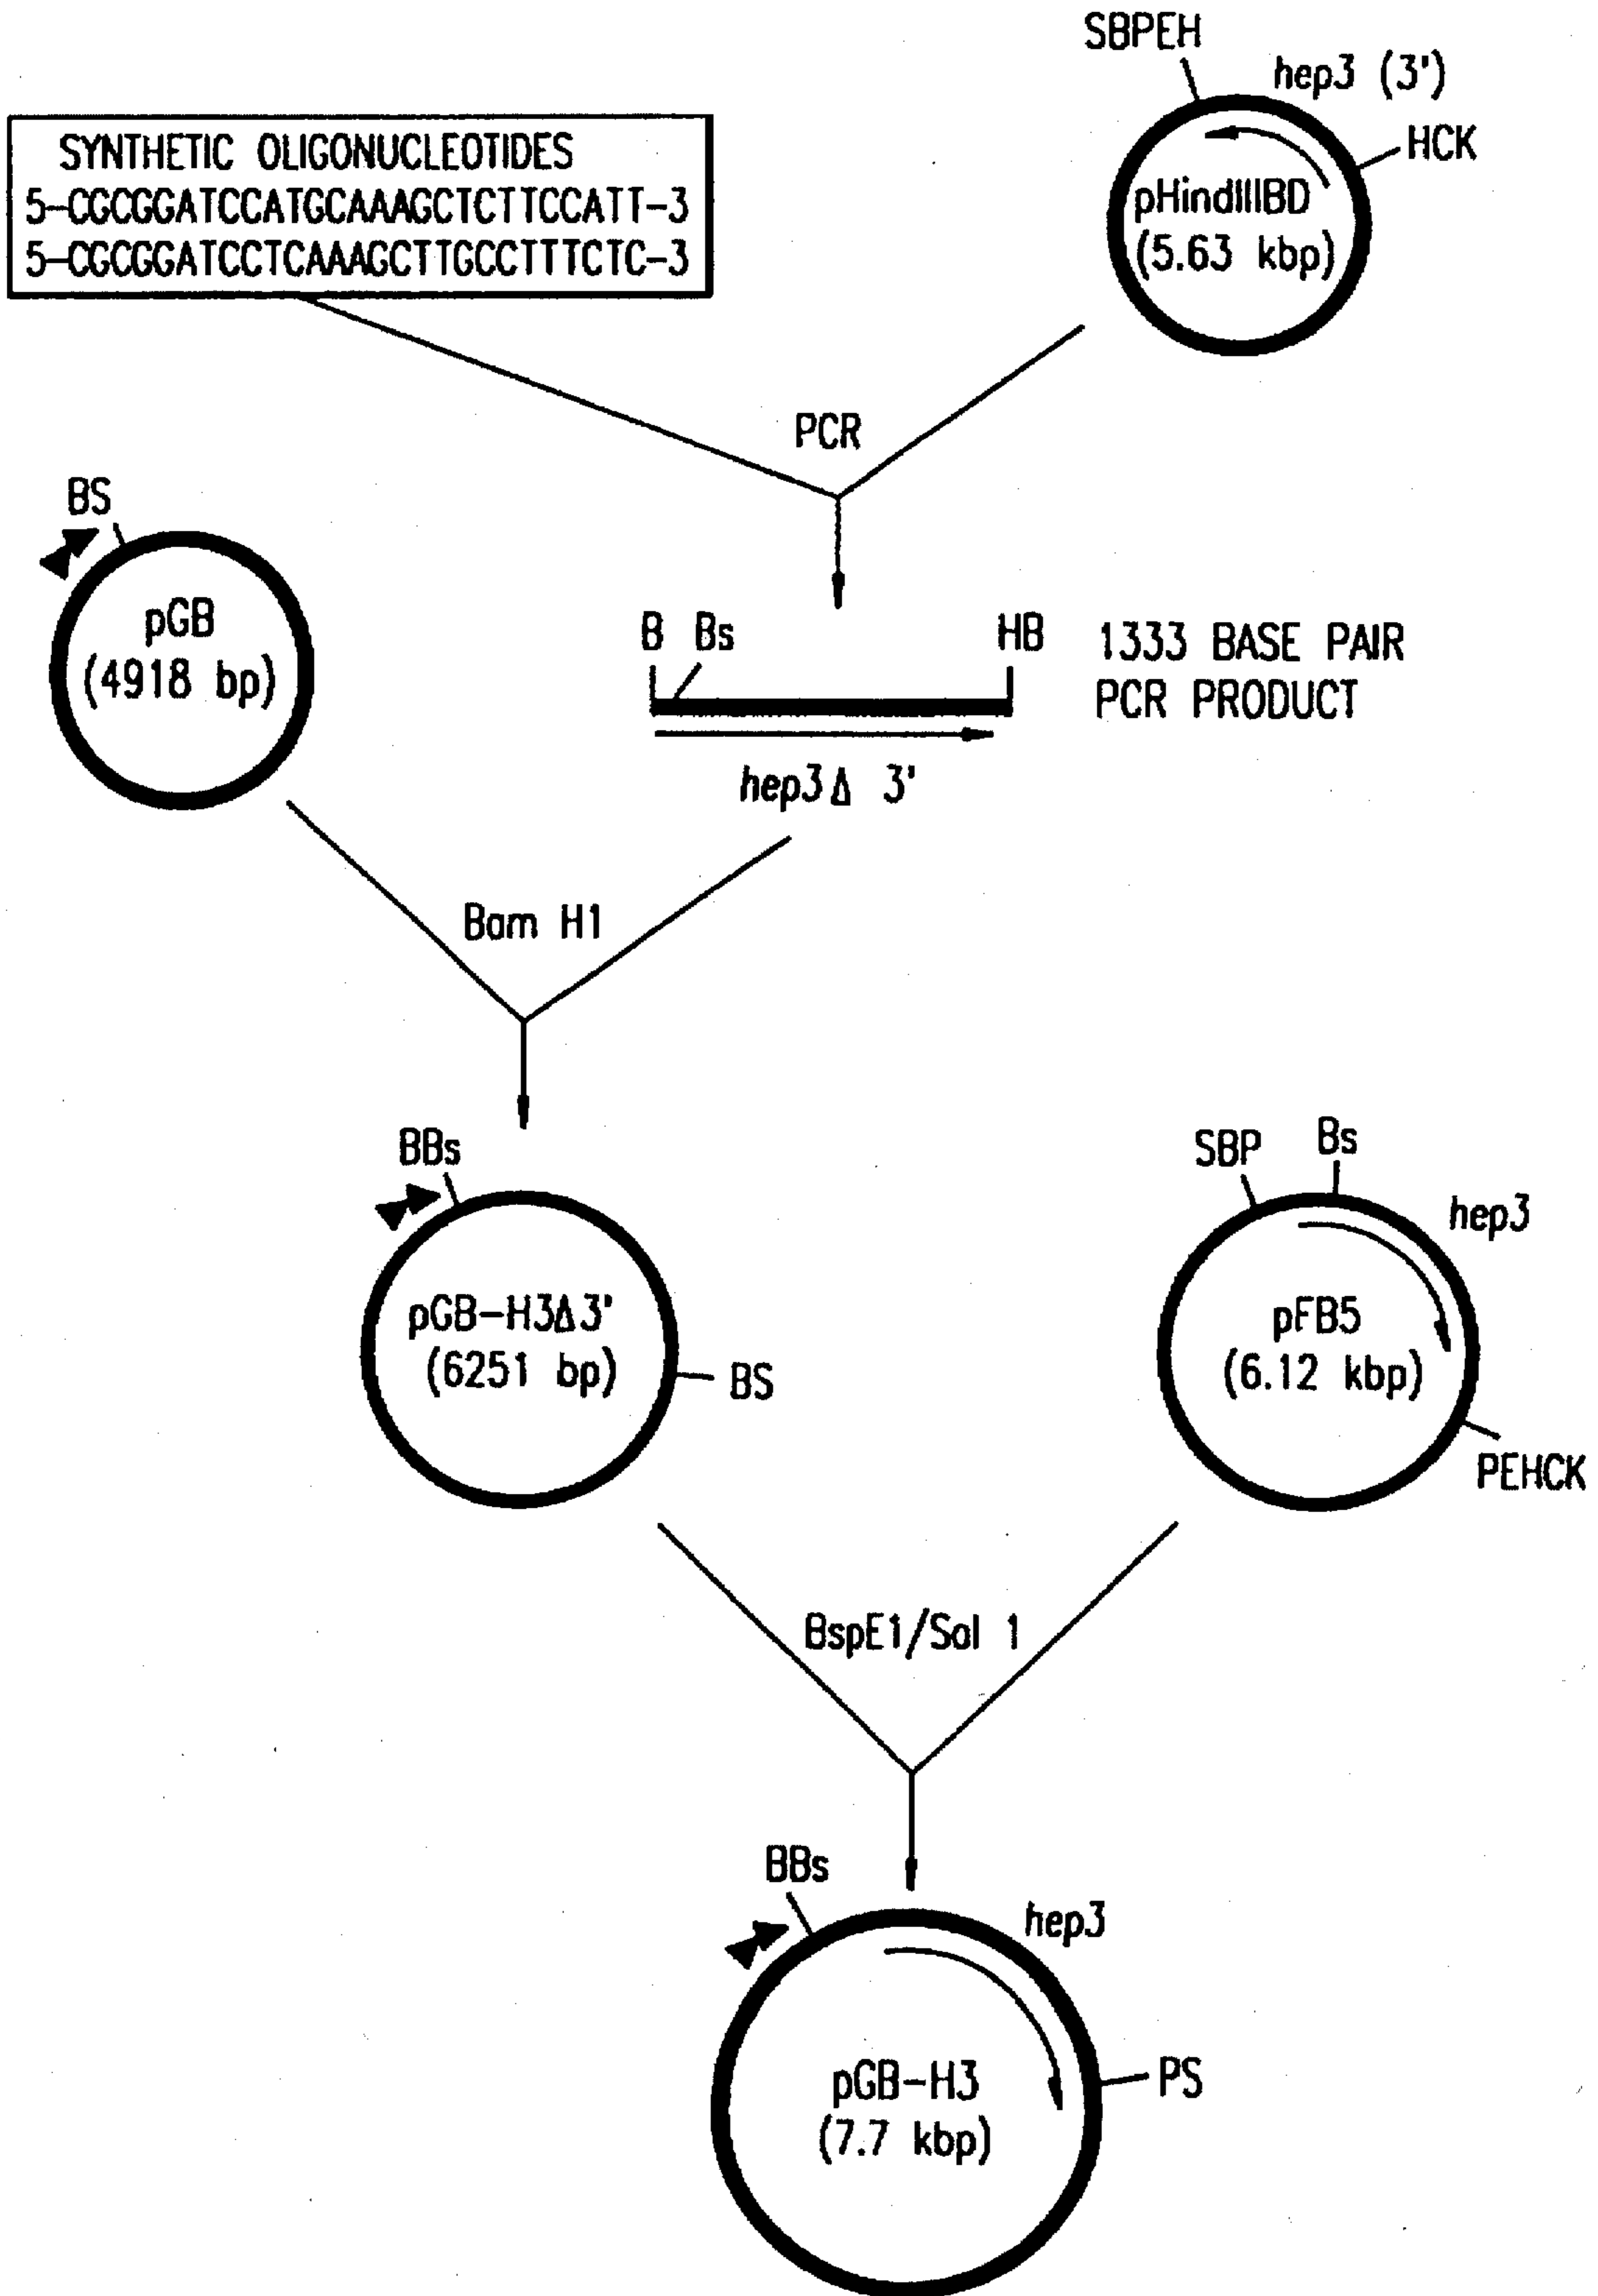 SBPEH
hep3 (3')
HCK
pHindIIIBD
(5.63 kbp)
SYNTHETIC OLIGONUCLEOTIDES
5-CGCGGATCCATGCAAAGCTCTTCCATT-3
5-CGCGGATCCTCAAAGCTTGCCTTTCTC-3
PCR
BS
pGB
(4918 bp)
B Bs
HB
1333 BASE PAIR
PCR PRODUCT
hep3Δ 3'
Bam H1
BBs
pGB-H3Δ3'
(6251 bp)
BS
SBP
Bs
hep3
pFB5
(6.12 kbp)
PEHCK
BspE1/Sal 1
BBs
hep3
pGB-H3
(7.7 kbp)
PS